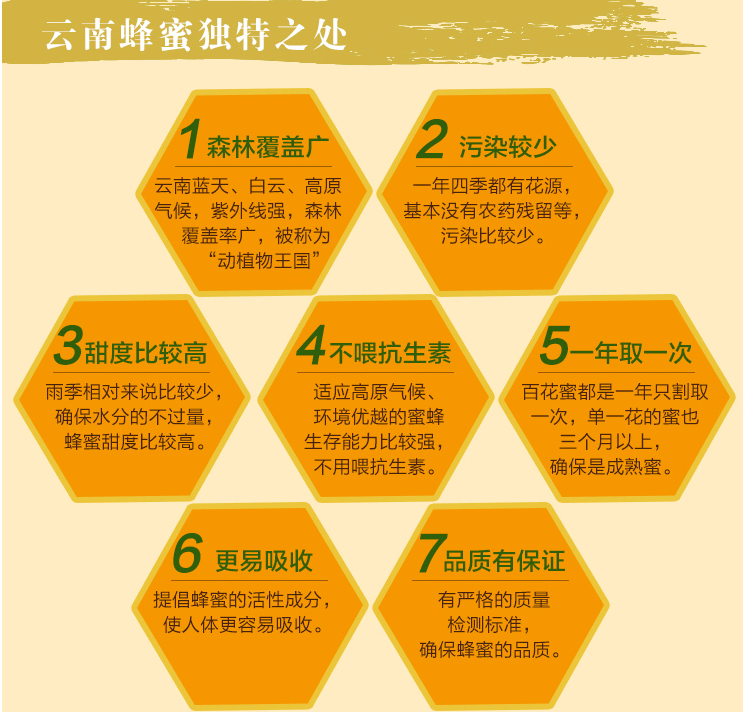 云南蜂蜜独特之处
1 森林覆盖广
云南蓝天、白云、高原
气候，紫外线强，森林
覆盖率广，被称为
“动植物王国”
2 污染较少
一年四季都有花源，
基本没有农药残留等，
污染比较少。
3 甜度比较高
雨季相对来说比较少，
确保水分的不过量，
蜂蜜甜度比较高。
4 不喂抗生素
适应高原气候、
环境优越的蜜蜂
生存能力比较强，
不用喂抗生素。
5 一年取一次
百花蜜都是一年只割取
一次，单一花的蜜也
三个月以上，
确保是成熟蜜。
6 更易吸收
提倡蜂蜜的活性成分，
使人体更容易吸收。
7 品质有保证
有严格的质量
检测标准，
确保蜂蜜的品质。